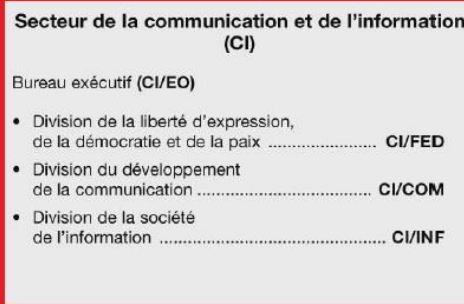 Secteur de la communication et de l'information
(CI)
Bureau exécutif (CI/EO)
• Division de la liberté d'expression,
de la démocratie et de la paix ...................... CI/FED
• Division du développement
de la communication .................................... CI/COM
• Division de la société
de l'information ............................................... CI/INF